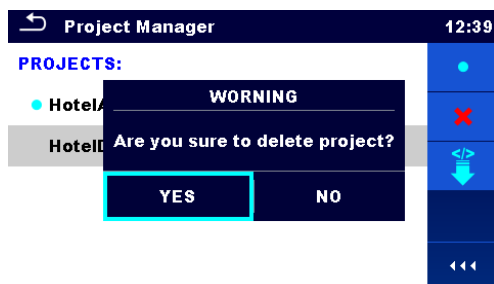 Project Manager 12:39
PROJECTS:
WORNING
Are you sure to delete project?
YES NO